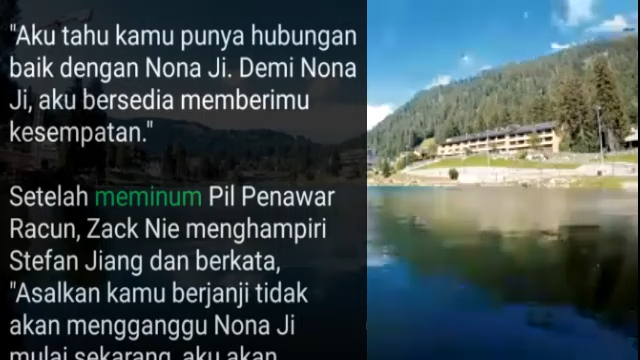 "Aku tahu kamu punya hubungan
baik dengan Nona Ji. Demi Nona
Ji, aku bersedia memberimu
kesempatan."
Setelah meminum Pil Penawar
Racun, Zack Nie menghampiri
Stefan Jiang dan berkata,
"Asalkan kamu berjanji tidak
akan mengganggu Nona Ji
mulai sekarang, aku akan